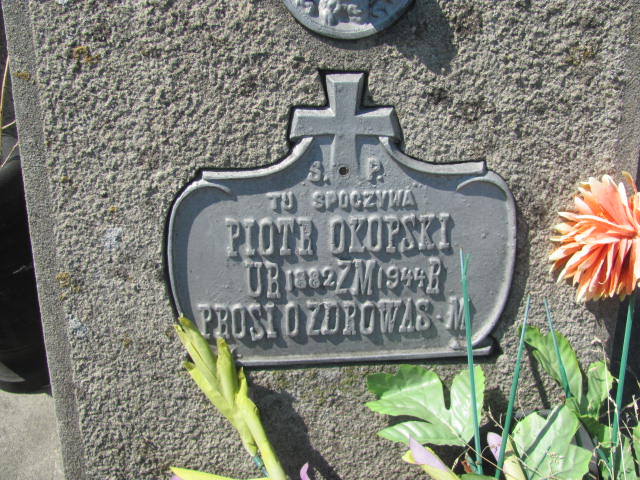 Ś. P.
TU SPOCZYWA
PIOTR OKOPSKI
UR 1882 ZM 1944 R
PROSI O ZDROWAŚ-M